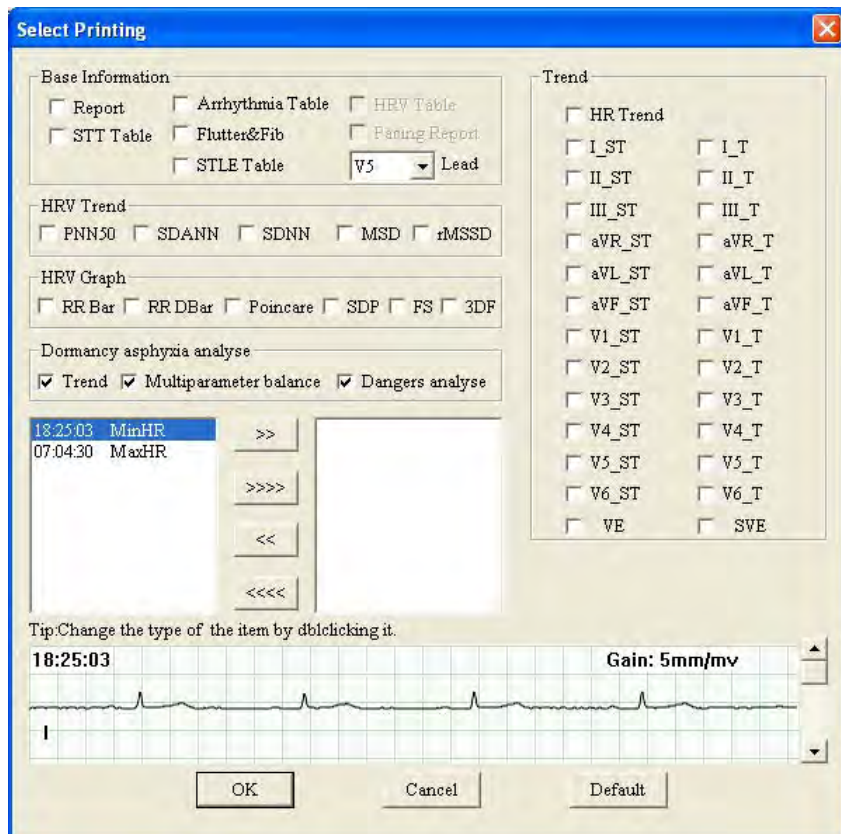 Select Printing
Base Information
Report
Arrhythmia Table
HRV Table
STT Table
Flutter&Fib
Pacing Report
STLE Table
V5
Lead
HRV Trend
PNN50 SDANN SDNN MSD rMSSD
HRV Graph
RR Bar RR DBar Poincare SDP FS 3DF
Dormancy asphyxia analyse
Trend Multiparameter balance Dangers analyse
18:25:03 MinHR
07:04:30 MaxHR
>>
>>>>
<<
<<<<
Trend
HR Trend
I_ST I_T
II_ST II_T
III_ST III_T
aVR_ST aVR_T
aVL_ST aVL_T
aVF_ST aVF_T
V1_ST V1_T
V2_ST V2_T
V3_ST V3_T
V4_ST V4_T
V5_ST V5_T
V6_ST V6_T
VE SVE
Tip:Change the type of the item by dblclicking it.
18:25:03 Gain: 5mm/mv
I
OK Cancel Default